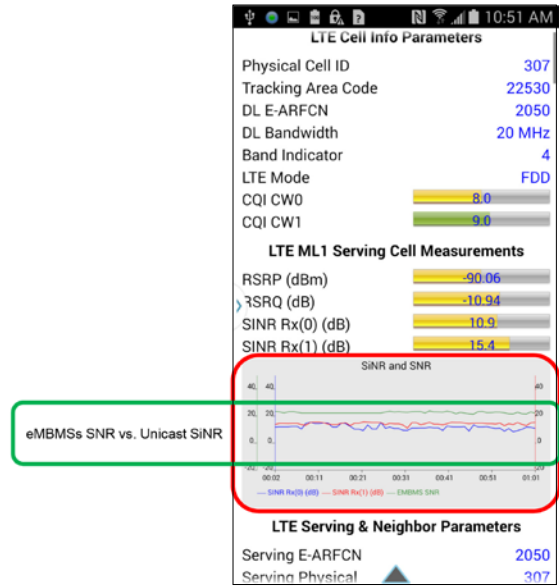 10:51 AM
LTE Cell Info Parameters
Physical Cell ID 307
Tracking Area Code 22530
DL E-ARFCN 2050
DL Bandwidth 20 MHz
Band Indicator 4
LTE Mode FDD
CQI CW0 8.0
CQI CW1 9.0
LTE ML1 Serving Cell Measurements
RSRP (dBm) -90.06
RSRQ (dB) -10.94
SINR Rx(0) (dB) 10.9
SINR Rx(1) (dB) 15.4
SiNR and SNR
40, 40, 40
20, 20, 20
eMBMSs SNR vs. Unicast SiNR
0, 0, 0
-20, -20, -20
00:02 00:11 00:21 00:31 00:41 00:51 01:01
SINR Rx(0) (dB) SINR Rx(1) (dB) EMBMS SNR
LTE Serving & Neighbor Parameters
Serving E-ARFCN 2050
Serving Physical 307